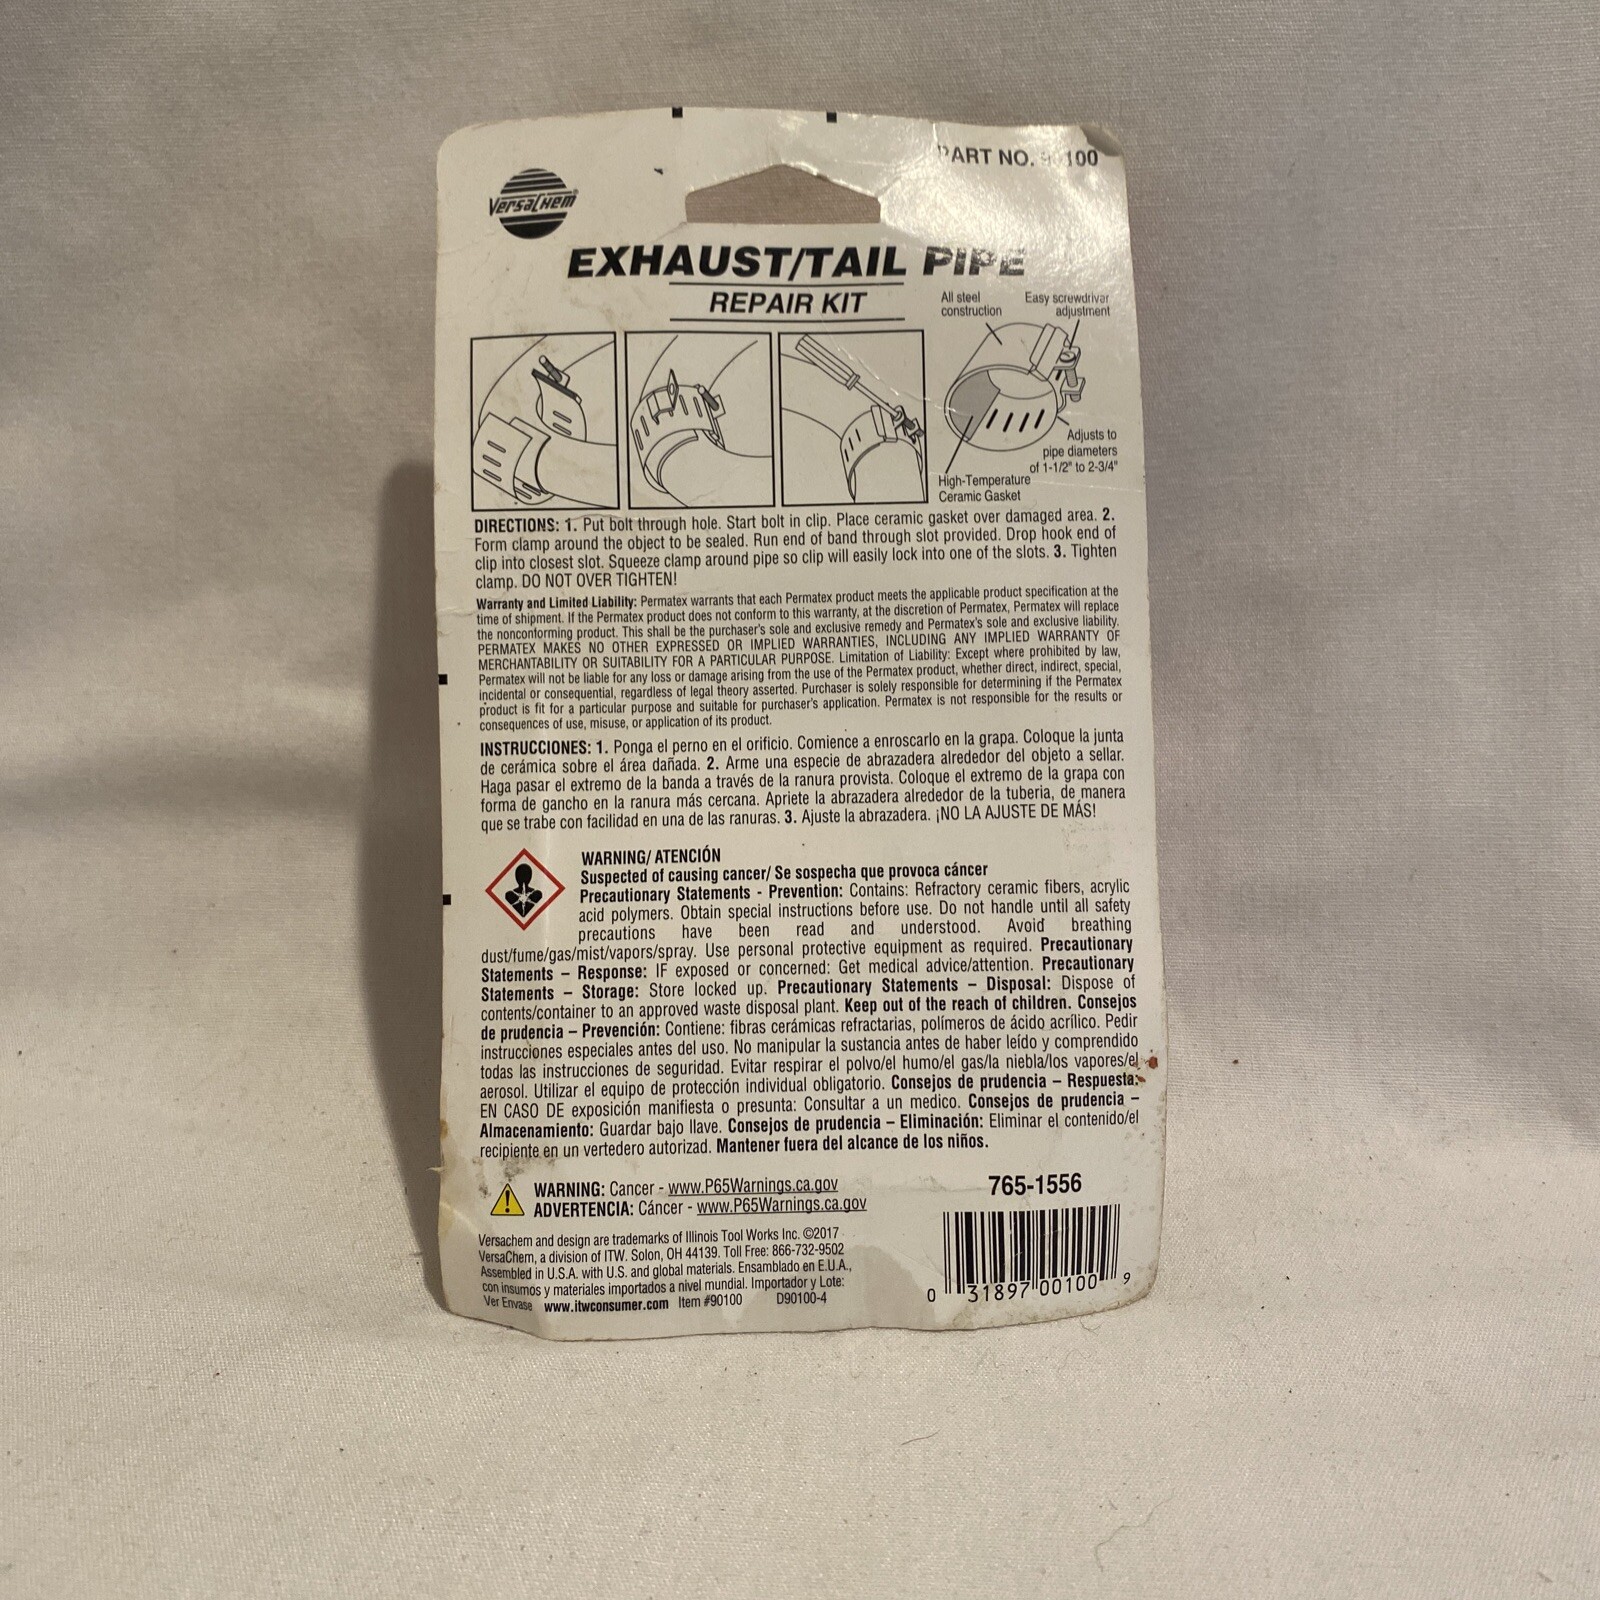 PART NO. 90100
VERSACHEM®
EXHAUST/TAIL PIPE
REPAIR KIT
All steel
construction
Easy screwdriver
adjustment
Adjusts to
pipe diameters
of 1-1/2" to 2-3/4"
High-Temperature
Ceramic Gasket
DIRECTIONS: 1. Put bolt through hole. Start bolt in clip. Place ceramic gasket over damaged area. 2.
Form clamp around the object to be sealed. Run end of band through slot provided. Drop hook end of
clip into closest slot. Squeeze clamp around pipe so clip will easily lock into one of the slots. 3. Tighten
clamp. DO NOT OVER TIGHTEN!
Warranty and Limited Liability: Permatex warrants that each Permatex product meets the applicable product specification at the
time of shipment. If the Permatex product does not conform to this warranty, at the discretion of Permatex, Permatex will replace
the nonconforming product. This shall be the purchaser's sole and exclusive remedy and Permatex's sole and exclusive liability.
PERMATEX MAKES NO OTHER EXPRESSED OR IMPLIED WARRANTIES, INCLUDING ANY IMPLIED WARRANTY OF
MERCHANTABILITY OR SUITABILITY FOR A PARTICULAR PURPOSE. Limitation of Liability: Except where prohibited by law,
Permatex will not be liable for any loss or damage arising from the use of the Permatex product, whether direct, indirect, special,
incidental or consequential, regardless of legal theory asserted. Purchaser is solely responsible for determining if the Permatex
product is fit for a particular purpose and suitable for purchaser's application. Permatex is not responsible for the results or
consequences of use, misuse, or application of its product.
INSTRUCCIONES: 1. Ponga el perno en el orificio. Comience a enroscarlo en la grapa. Coloque la junta
de cerámica sobre el área dañada. 2. Arme una especie de abrazadera alrededor del objeto a sellar.
Haga pasar el extremo de la banda a través de la ranura provista. Coloque el extremo de la grapa con
forma de gancho en la ranura más cercana. Apriete la abrazadera alrededor de la tuberia, de manera
que se trabe con facilidad en una de las ranuras. 3. Ajuste la abrazadera. ¡NO LA AJUSTE DE MÁS!
WARNING/ ATENCIÓN
Suspected of causing cancer/ Se sospecha que provoca cáncer
Precautionary Statements - Prevention: Contains: Refractory ceramic fibers, acrylic
acid polymers. Obtain special instructions before use. Do not handle until all safety
precautions have been read and understood. Avoid breathing
dust/fume/gas/mist/vapors/spray. Use personal protective equipment as required. Precautionary
Statements – Response: IF exposed or concerned: Get medical advice/attention. Precautionary
Statements – Storage: Store locked up. Precautionary Statements – Disposal: Dispose of
contents/container to an approved waste disposal plant. Keep out of the reach of children. Consejos
de prudencia – Prevención: Contiene: fibras cerámicas refractarias, polímeros de ácido acrílico. Pedir
instrucciones especiales antes del uso. No manipular la sustancia antes de haber leído y comprendido
todas las instrucciones de seguridad. Evitar respirar el polvo/el humo/el gas/la niebla/los vapores/el
aerosol. Utilizar el equipo de protección individual obligatorio. Consejos de prudencia – Respuesta:
EN CASO DE exposición manifiesta o presunta: Consultar a un medico. Consejos de prudencia –
Almacenamiento: Guardar bajo llave. Consejos de prudencia – Eliminación: Eliminar el contenido/el
recipiente en un vertedero autorizad. Mantener fuera del alcance de los niños.
WARNING: Cancer - www.P65Warnings.ca.gov
ADVERTENCIA: Cáncer - www.P65Warnings.ca.gov
765-1556
Versachem and design are trademarks of Illinois Tool Works Inc. ©2017
VersaChem, a division of ITW. Solon, OH 44139. Toll Free: 866-732-9502
Assembled in U.S.A. with U.S. and global materials. Ensamblado en E.U.A.,
con insumos y materiales importados a nivel mundial. Importador y Lote:
Ver Envase www.itwconsumer.com Item #90100 D90100-4
0 31897 00100 9